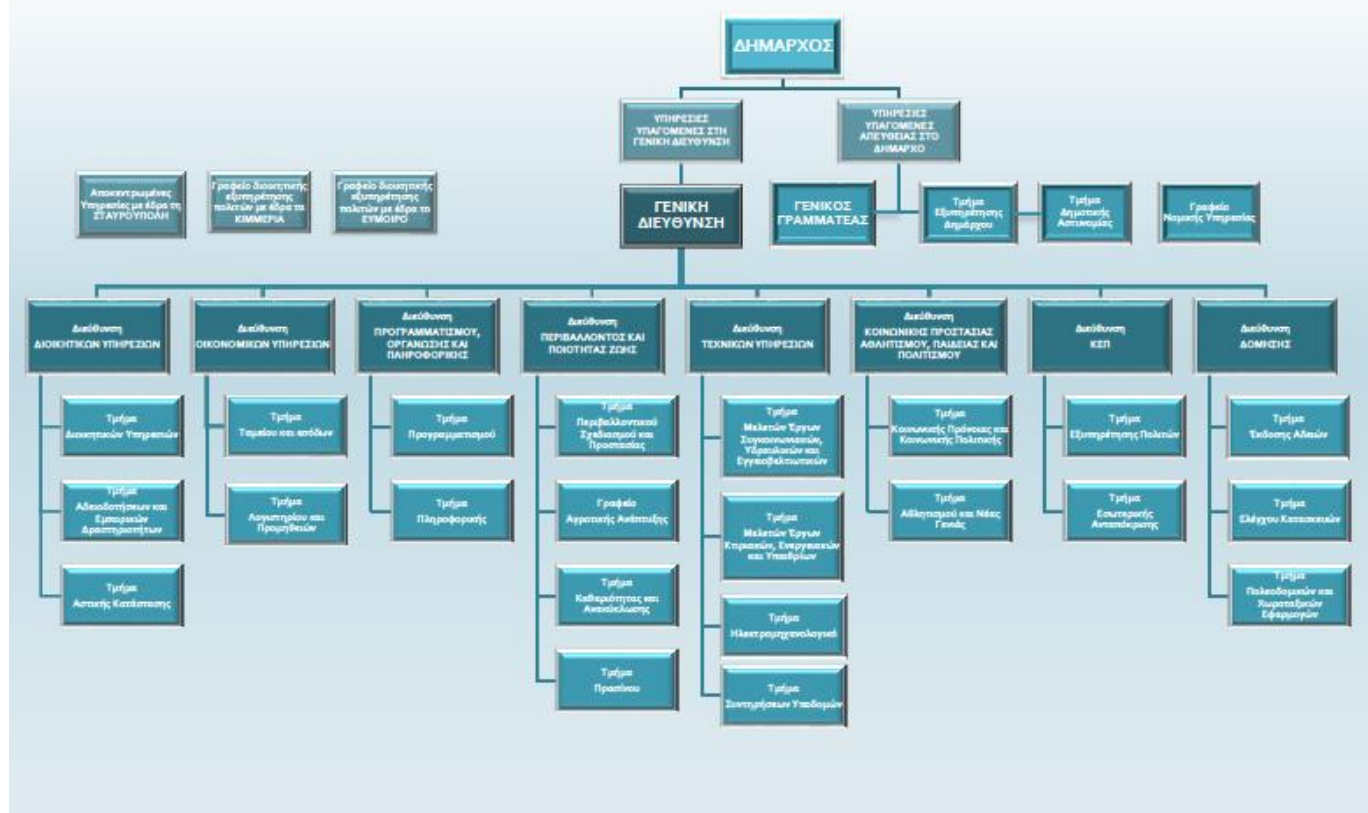 ΔΗΜΑΡΧΟΣ
ΥΠΗΡΕΣΙΕΣ
ΥΠΑΓΟΜΕΝΕΣ ΣΤΗ
ΓΕΝΙΚΗ ΔΙΕΥΘΥΝΣΗ
ΥΠΗΡΕΣΙΕΣ
ΥΠΑΓΟΜΕΝΕΣ
ΑΠΕΥΘΕΙΑΣ ΣΤΟ
ΔΗΜΑΡΧΟ
Αποκεντρωμένες
Υπηρεσίες με έδρα τη
ΣΤΑΥΡΟΥΠΟΛΗ
Γραφείο διοικητικής
εξυπηρέτησης
πολιτών με έδρα τα
ΚΙΜΜΕΡΙΑ
Γραφείο διοικητικής
εξυπηρέτησης
πολιτών με έδρα το
ΕΥΜΟΙΡΟ
ΓΕΝΙΚΗ
ΔΙΕΥΘΥΝΣΗ
ΓΕΝΙΚΟΣ
ΓΡΑΜΜΑΤΕΑΣ
Τμήμα
Εξυπηρέτησης
Δημάρχου
Τμήμα
Δημοτικής
Αστυνομίας
Γραφείο
Νομικής Υπηρεσίας
Διεύθυνση
ΔΙΟΙΚΗΤΙΚΩΝ ΥΠΗΡΕΣΙΩΝ
Διεύθυνση
ΟΙΚΟΝΟΜΙΚΩΝ ΥΠΗΡΕΣΙΩΝ
Διεύθυνση
ΠΡΟΓΡΑΜΜΑΤΙΣΜΟΥ,
ΟΡΓΑΝΩΣΗΣ ΚΑΙ
ΠΛΗΡΟΦΟΡΙΚΗΣ
Διεύθυνση
ΠΕΡΙΒΑΛΛΟΝΤΟΣ ΚΑΙ
ΠΟΙΟΤΗΤΑΣ ΖΩΗΣ
Διεύθυνση
ΤΕΧΝΙΚΩΝ ΥΠΗΡΕΣΙΩΝ
Διεύθυνση
ΚΟΙΝΩΝΙΚΗΣ ΠΡΟΣΤΑΣΙΑΣ
ΑΘΛΗΤΙΣΜΟΥ, ΠΑΙΔΕΙΑΣ ΚΑΙ
ΠΟΛΙΤΙΣΜΟΥ
Διεύθυνση
ΚΕΠ
Διεύθυνση
ΔΟΜΗΣΗΣ
Τμήμα
Διοικητικών Υπηρεσιών
Τμήμα
Αδειοδοτήσεων και
Εμπορικών
Δραστηριοτήτων
Τμήμα
Αστικής Κατάστασης
Τμήμα
Ταμείου και εσόδων
Τμήμα
Λογιστηρίου και
Προμηθειών
Τμήμα
Προγραμματισμού
Τμήμα
Πληροφορικής
Τμήμα
Περιβαλλοντικού
Σχεδιασμού και
Προστασίας
Γραφείο
Αγροτικής Ανάπτυξης
Τμήμα
Καθαριότητας και
Ανακύκλωσης
Τμήμα
Πρασίνου
Τμήμα
Μελετών Έργων
Συγκοινωνιακών,
Υδραυλικών και
Εγγειοβελτιωτικών
Τμήμα
Μελετών Έργων
Κτιριακών, Ενεργειακών
και Υπαιθρίων
Τμήμα
Ηλεκτρομηχανολογικό
Τμήμα
Συντηρήσεων Υποδομών
Τμήμα
Κοινωνικής Πρόνοιας και
Κοινωνικής Πολιτικής
Τμήμα
Αθλητισμού και Νέας
Γενιάς
Τμήμα
Εξυπηρέτησης Πολιτών
Τμήμα
Εσωτερικής
Ανταπόκρισης
Τμήμα
Έκδοσης Αδειών
Τμήμα
Ελέγχου Κατασκευών
Τμήμα
Πολεοδομικών και
Χωροταξικών
Εφαρμογών